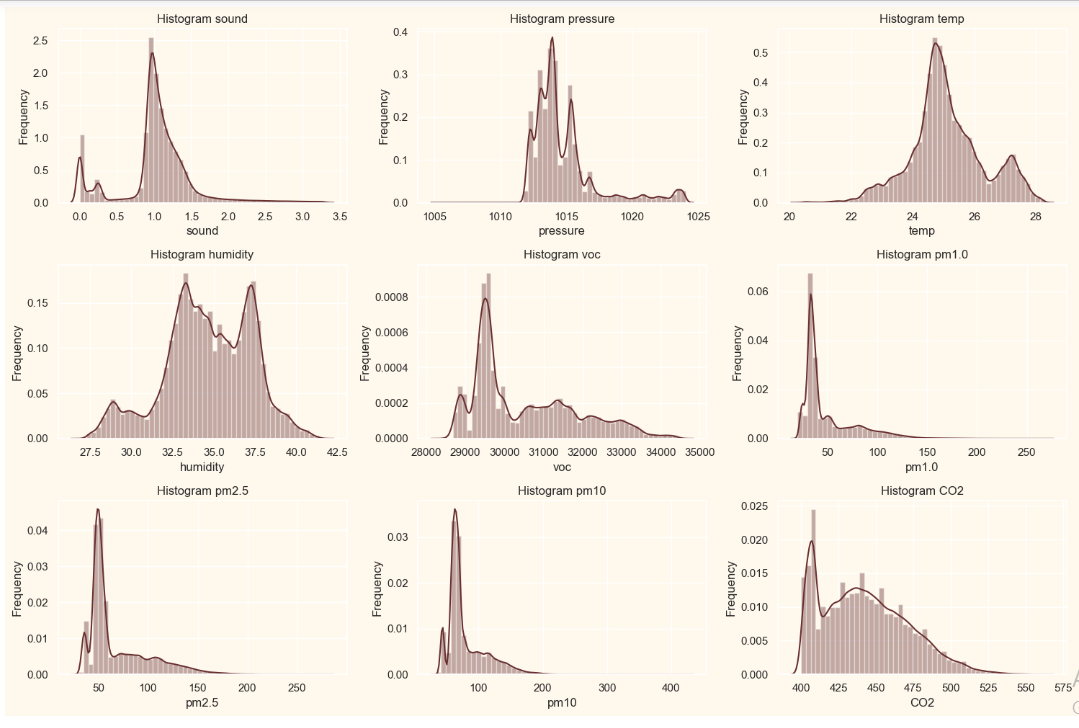 Histogram sound
Frequency
2.5
2.0
1.5
1.0
0.5
0.0
0.0 0.5 1.0 1.5 2.0 2.5 3.0 3.5
sound
Histogram pressure
Frequency
0.4
0.3
0.2
0.1
0.0
1005 1010 1015 1020 1025
pressure
Histogram temp
Frequency
0.5
0.4
0.3
0.2
0.1
0.0
20 22 24 26 28
temp
Histogram humidity
Frequency
0.15
0.10
0.05
0.00
27.5 30.0 32.5 35.0 37.5 40.0 42.5
humidity
Histogram voc
Frequency
0.0008
0.0006
0.0004
0.0002
0.0000
28000 29000 30000 31000 32000 33000 34000 35000
voc
Histogram pm1.0
Frequency
0.06
0.04
0.02
0.00
50 100 150 200 250
pm1.0
Histogram pm2.5
Frequency
0.04
0.03
0.02
0.01
0.00
50 100 150 200 250
pm2.5
Histogram pm10
Frequency
0.03
0.02
0.01
0.00
100 200 300 400
pm10
Histogram CO2
Frequency
0.025
0.020
0.015
0.010
0.005
0.000
400 425 450 475 500 525 550 575
CO2